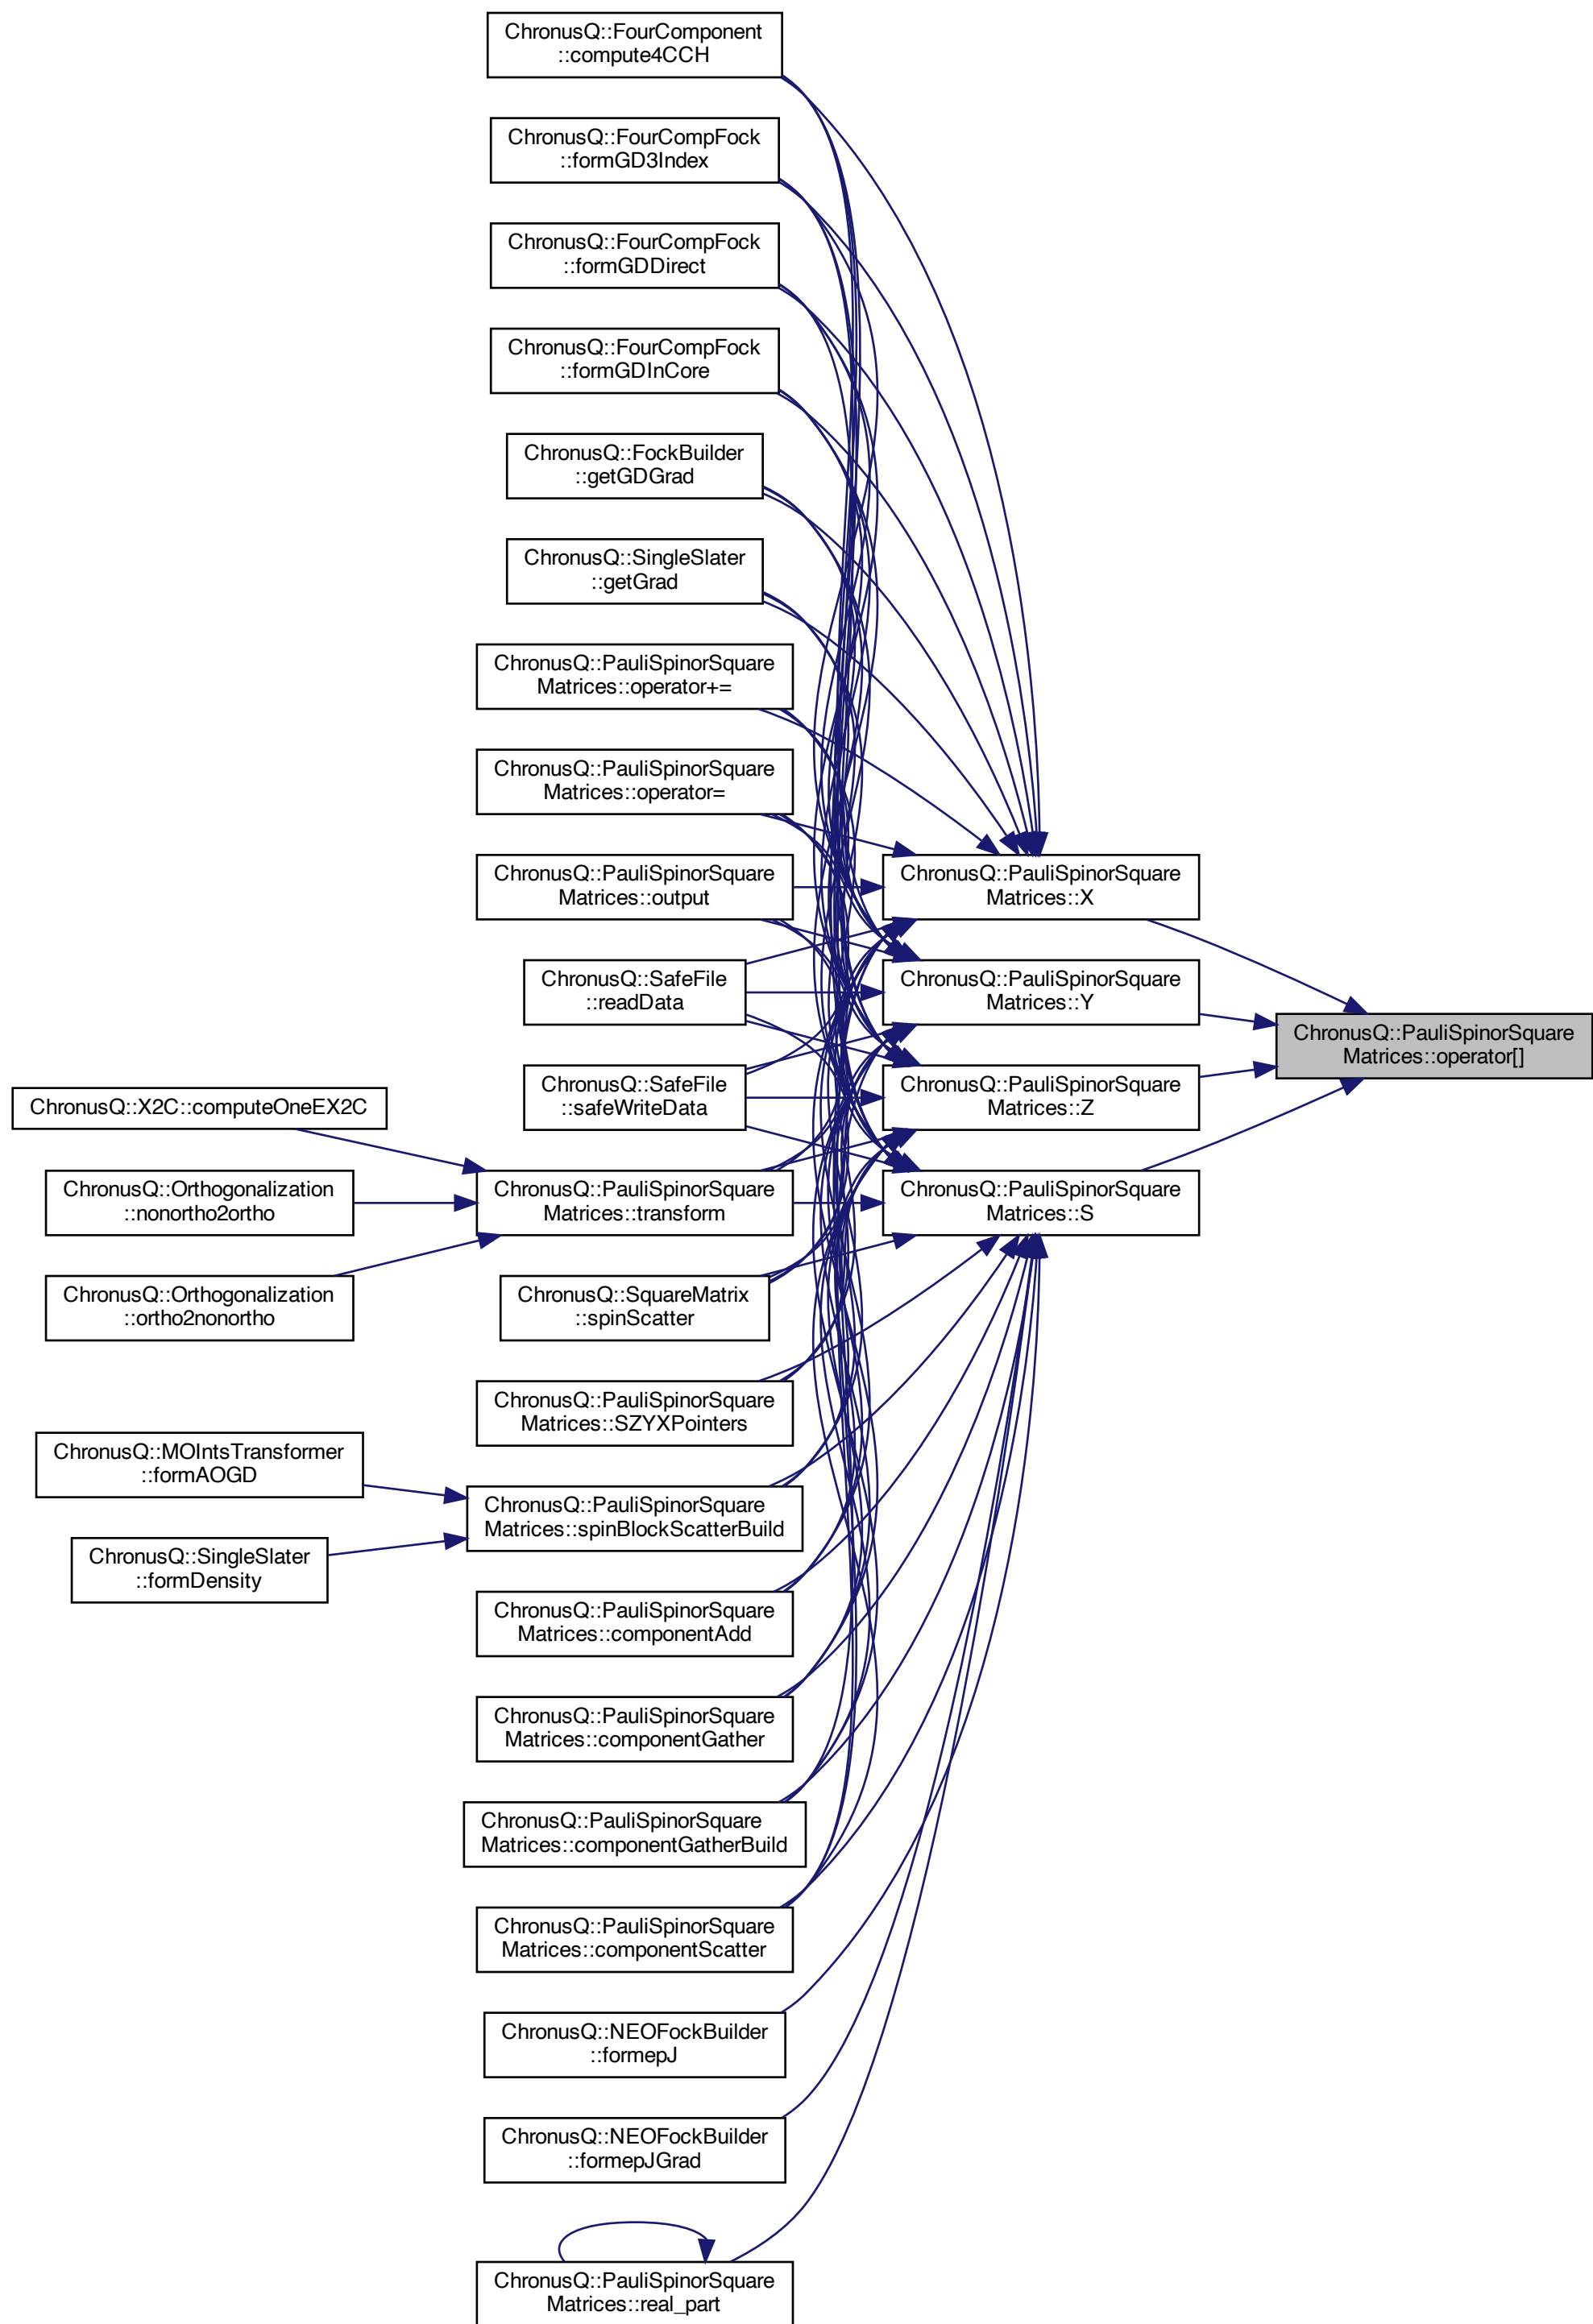 ChronusQ::FourComponent
::compute4CCH
ChronusQ::FourCompFock
::formGD3Index
ChronusQ::FourCompFock
::formGDDirect
ChronusQ::FourCompFock
::formGDInCore
ChronusQ::FockBuilder
::getGDGrad
ChronusQ::SingleSlater
::getGrad
ChronusQ::PauliSpinorSquare
Matrices::operator+=
ChronusQ::PauliSpinorSquare
Matrices::operator=
ChronusQ::PauliSpinorSquare
Matrices::output
ChronusQ::SafeFile
::readData
ChronusQ::SafeFile
::safeWriteData
ChronusQ::PauliSpinorSquare
Matrices::transform
ChronusQ::SquareMatrix
::spinScatter
ChronusQ::PauliSpinorSquare
Matrices::SZYXPointers
ChronusQ::PauliSpinorSquare
Matrices::spinBlockScatterBuild
ChronusQ::PauliSpinorSquare
Matrices::componentAdd
ChronusQ::PauliSpinorSquare
Matrices::componentGather
ChronusQ::PauliSpinorSquare
Matrices::componentGatherBuild
ChronusQ::PauliSpinorSquare
Matrices::componentScatter
ChronusQ::NEOFockBuilder
::formepJ
ChronusQ::NEOFockBuilder
::formepJGrad
ChronusQ::PauliSpinorSquare
Matrices::real_part
ChronusQ::X2C::computeOneEX2C
ChronusQ::Orthogonalization
::nonortho2ortho
ChronusQ::Orthogonalization
::ortho2nonortho
ChronusQ::MOIntsTransformer
::formAOGD
ChronusQ::SingleSlater
::formDensity
ChronusQ::PauliSpinorSquare
Matrices::X
ChronusQ::PauliSpinorSquare
Matrices::Y
ChronusQ::PauliSpinorSquare
Matrices::Z
ChronusQ::PauliSpinorSquare
Matrices::S
ChronusQ::PauliSpinorSquare
Matrices::operator[]